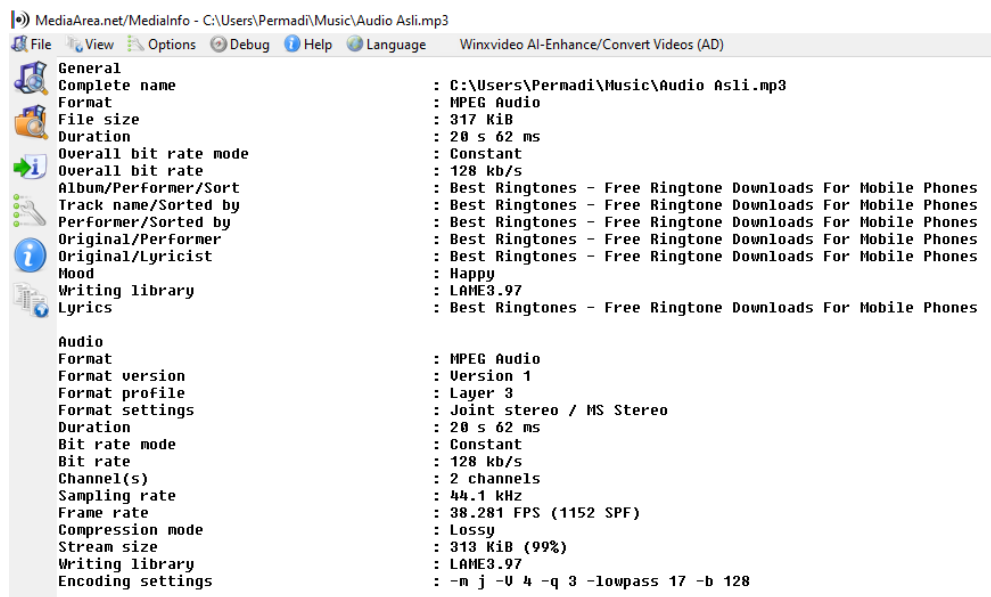 MediaArea.net/MediaInfo - C:\Users\Permadi\Music\Audio Asli.mp3
File View Options Debug Help Language Winxvideo AI-Enhance/Convert Videos (AD)
General
Complete name : C:\Users\Permadi\Music\Audio Asli.mp3
Format : MPEG Audio
File size : 317 KiB
Duration : 20 s 62 ms
Overall bit rate mode : Constant
Overall bit rate : 128 kb/s
Album/Performer/Sort : Best Ringtones - Free Ringtone Downloads For Mobile Phones
Track name/Sorted by : Best Ringtones - Free Ringtone Downloads For Mobile Phones
Performer/Sorted by : Best Ringtones - Free Ringtone Downloads For Mobile Phones
Original/Performer : Best Ringtones - Free Ringtone Downloads For Mobile Phones
Original/Lyricist : Best Ringtones - Free Ringtone Downloads For Mobile Phones
Mood : Happy
Writing library : LAME3.97
Lyrics : Best Ringtones - Free Ringtone Downloads For Mobile Phones
Audio
Format : MPEG Audio
Format version : Version 1
Format profile : Layer 3
Format settings : Joint stereo / MS Stereo
Duration : 20 s 62 ms
Bit rate mode : Constant
Bit rate : 128 kb/s
Channel(s) : 2 channels
Sampling rate : 44.1 kHz
Frame rate : 38.281 FPS (1152 SPF)
Compression mode : Lossy
Stream size : 313 KiB (99%)
Writing library : LAME3.97
Encoding settings : -m j -V 4 -q 3 -lowpass 17 -b 128